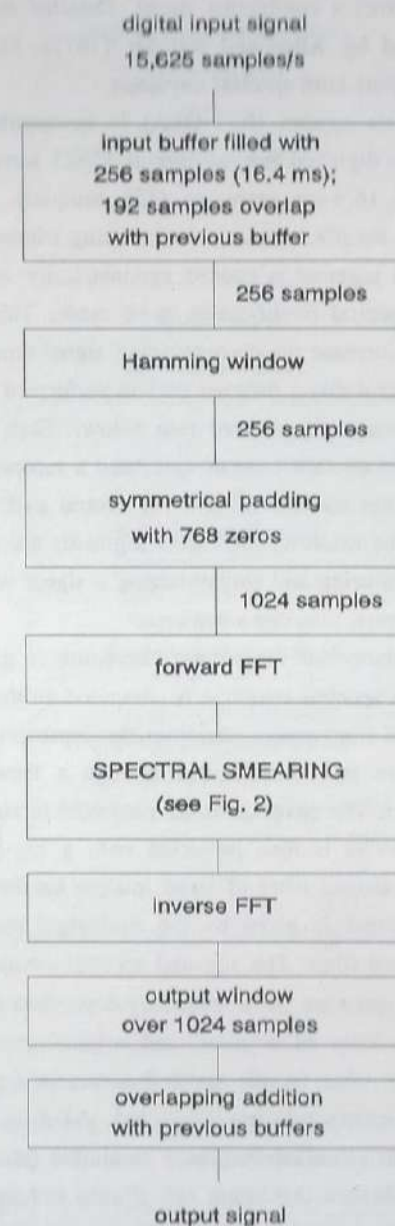 digital input signal
15,625 samples/s
input buffer filled with
256 samples (16.4 ms);
192 samples overlap
with previous buffer
256 samples
Hamming window
256 samples
symmetrical padding
with 768 zeros
1024 samples
forward FFT
SPECTRAL SMEARING
(see Fig. 2)
inverse FFT
output window
over 1024 samples
overlapping addition
with previous buffers
output signal